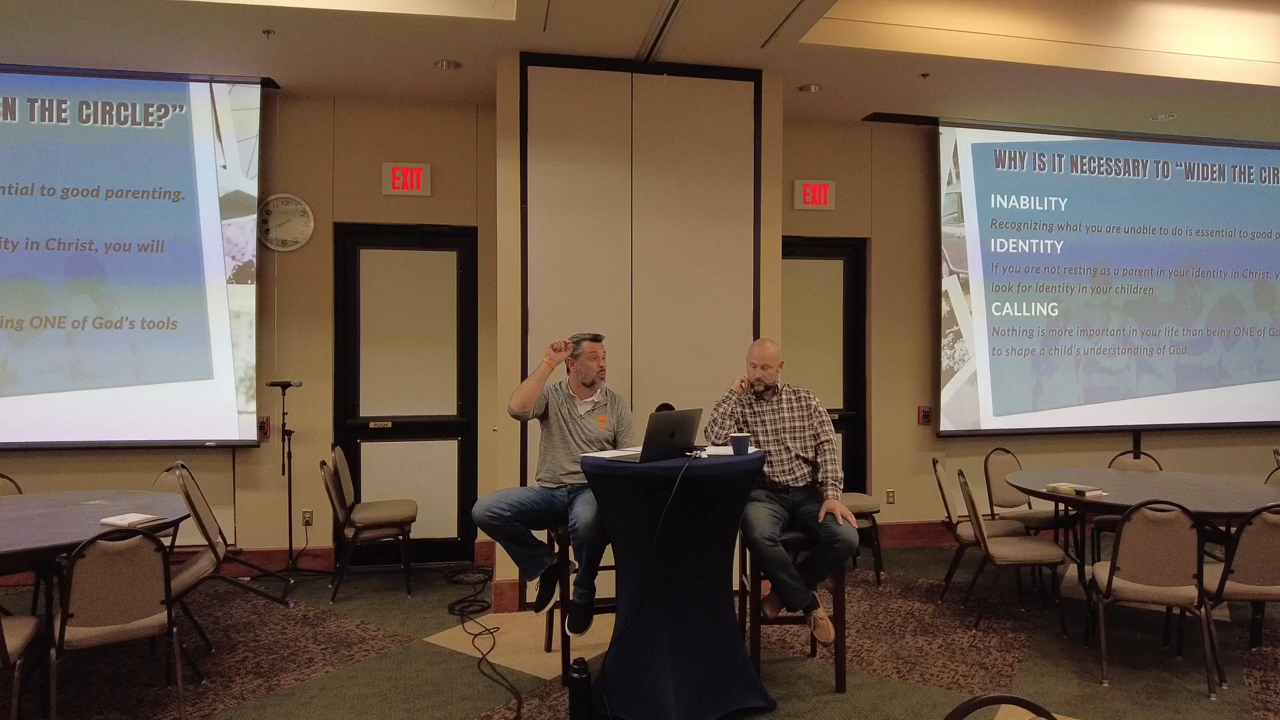 N THE CIRCLE?"
ntial to good parenting.
ity in Christ, you will
ing ONE of God's tools
EXIT
PUSH
EXIT
WHY IS IT NECESSARY TO "WIDEN THE CIR
INABILITY
Recognizing what you are unable to do is essential to good p
IDENTITY
If you are not resting as a parent in your identity in Christ, y
look for identity in your children.
CALLING
Nothing is more important in your life than being ONE of Go
to shape a child's understanding of God.